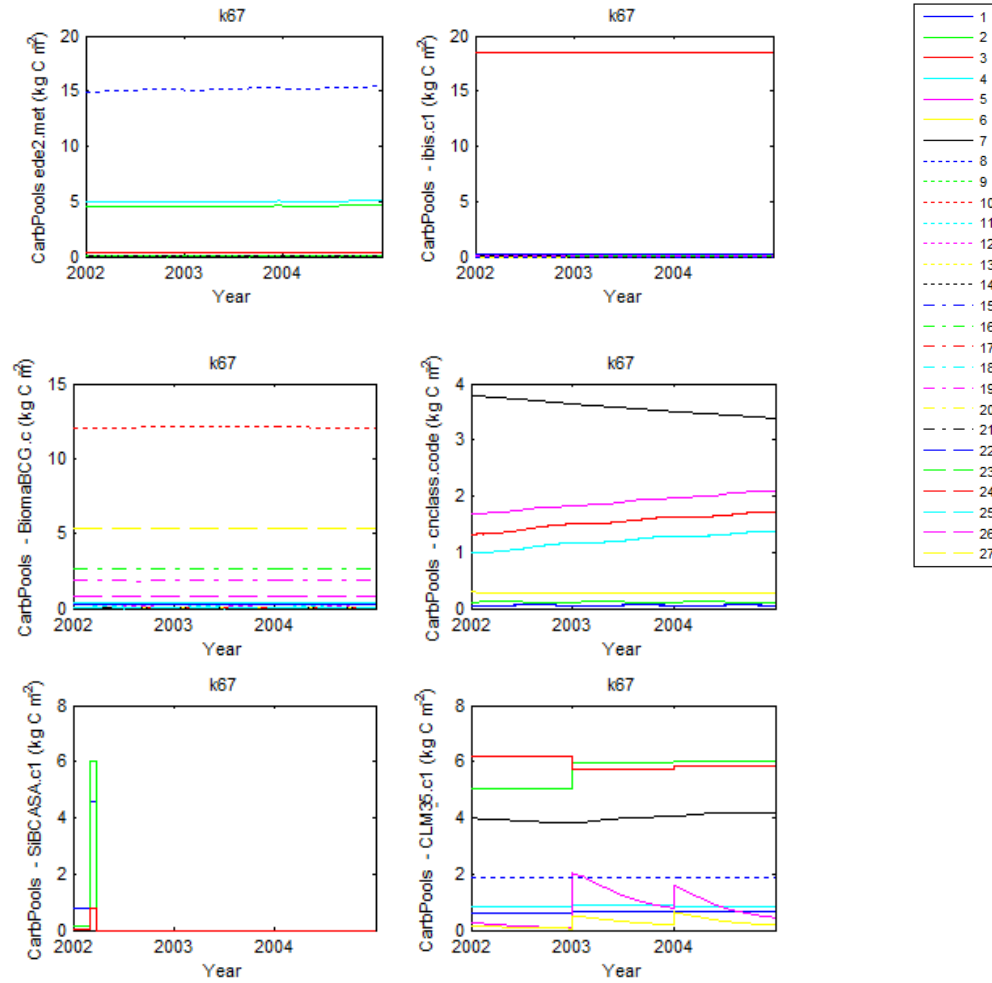 k67
20
15
10
5
0
2002 2003 2004
Year
CarbPools ede2.met (kg C m²)
k67
20
15
10
5
0
2002 2003 2004
Year
CarbPools - ibis.c1 (kg C m²)
k67
15
10
5
0
2002 2003 2004
Year
CarbPools - BiomaBCG.c (kg C m²)
k67
4
3
2
1
0
2002 2003 2004
Year
CarbPools - cnclass.code (kg C m²)
k67
8
6
4
2
0
2002 2003 2004
Year
CarbPools - SiBCASA.c1 (kg C m²)
k67
8
6
4
2
0
2002 2003 2004
Year
CarbPools - CLM35.c1 (kg C m²)
1
2
3
4
5
6
7
8
9
10
11
12
13
14
15
16
17
18
19
20
21
22
23
24
25
26
27